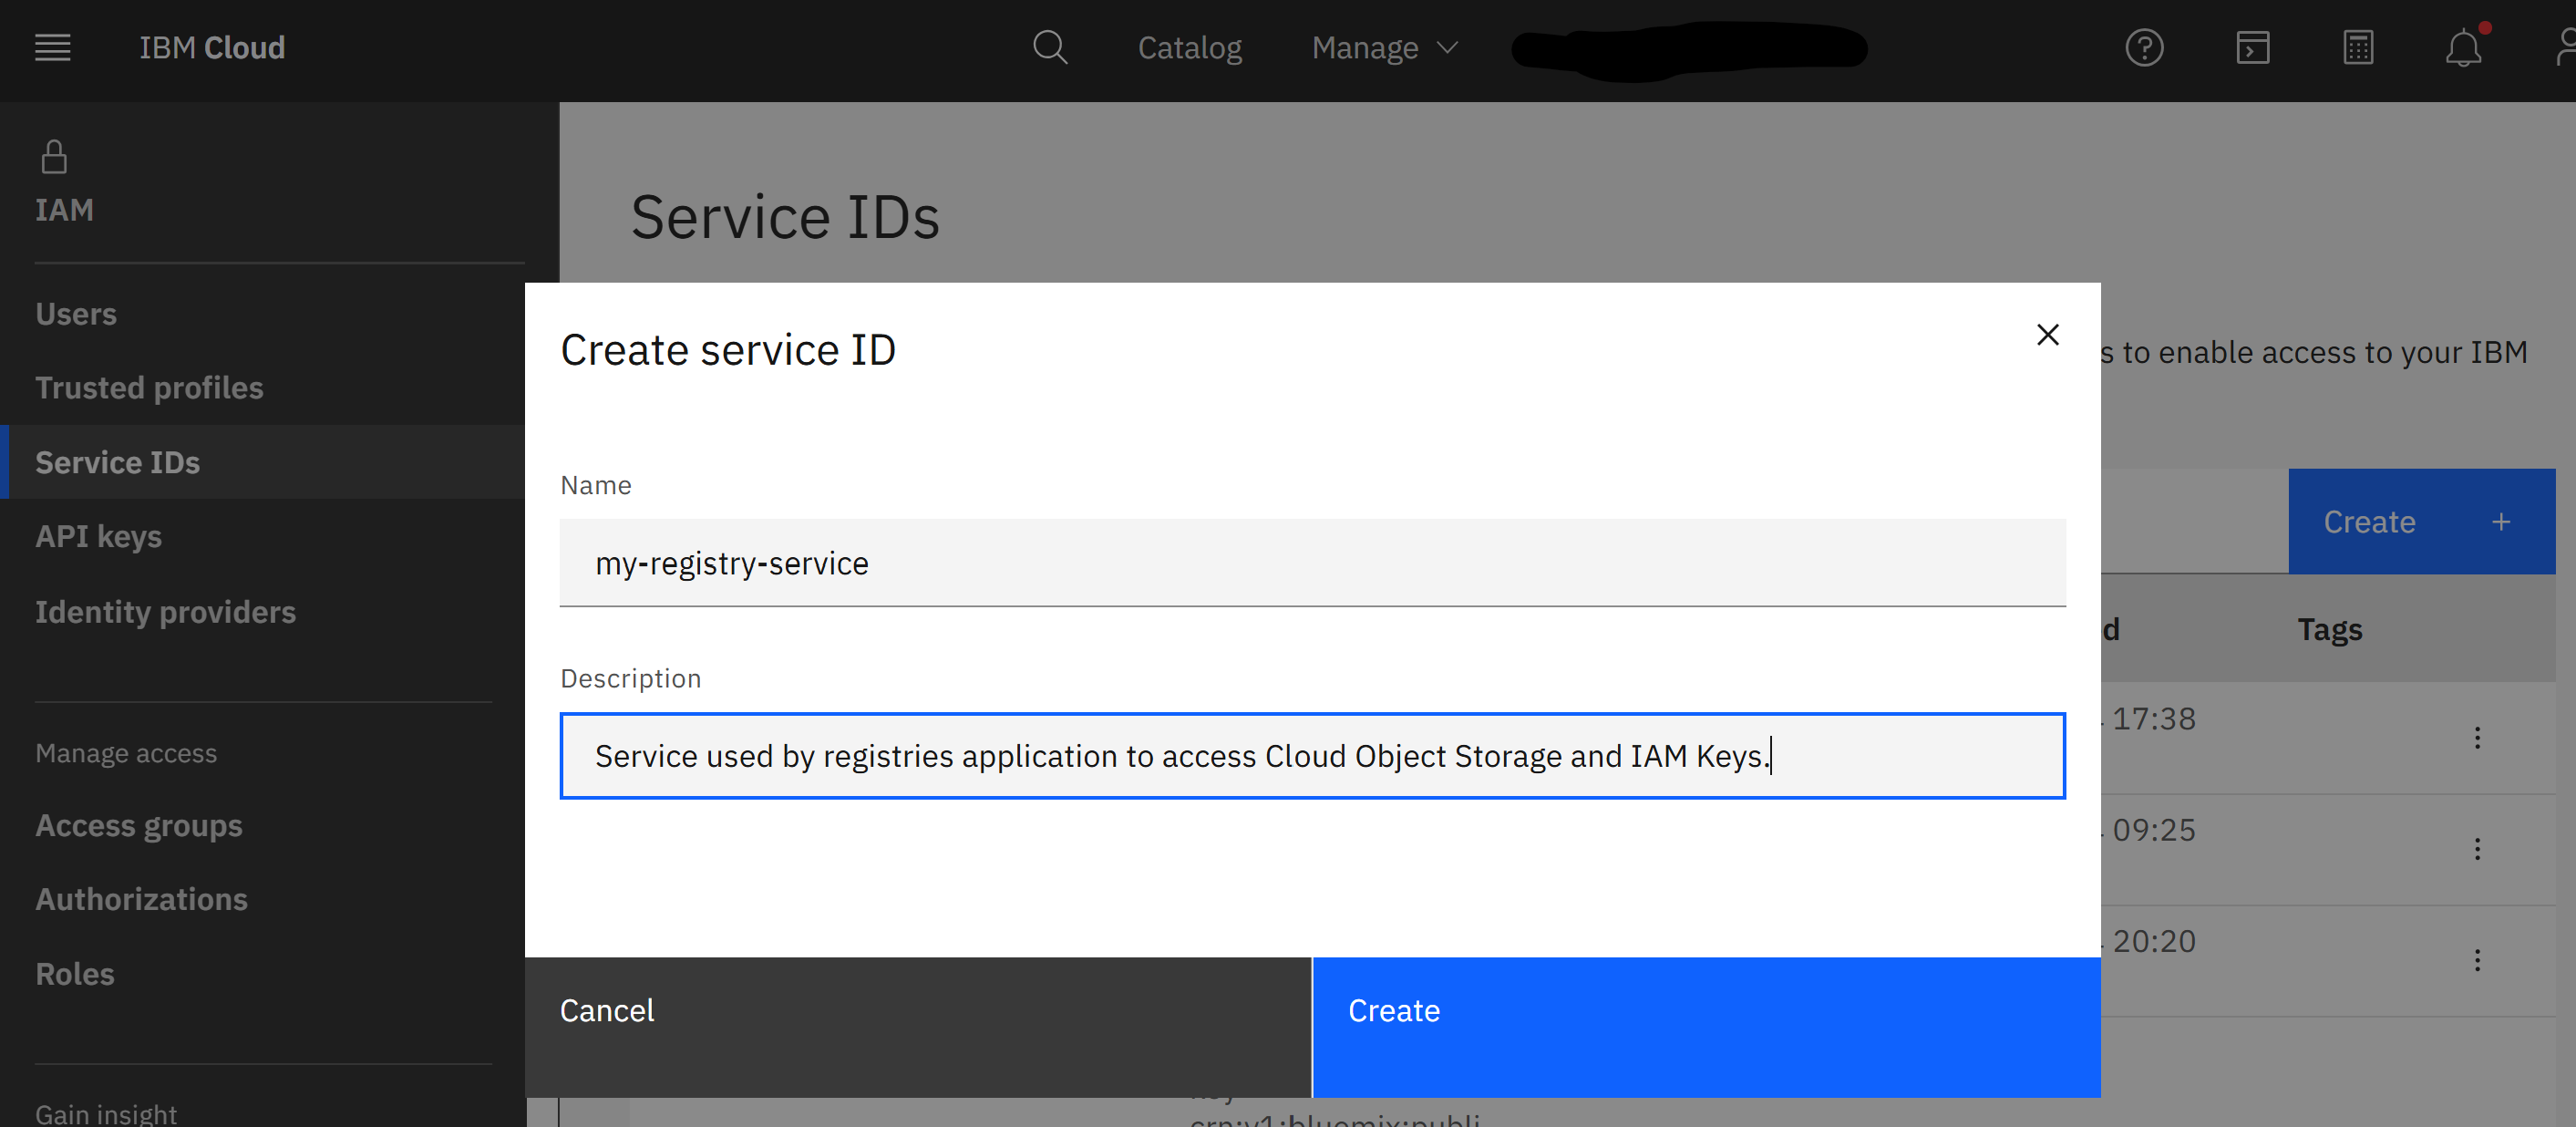 IBM Cloud
Catalog
Manage
IAM
Users
Trusted profiles
Service IDs
API keys
Identity providers
Manage access
Access groups
Authorizations
Roles
Gain insight
Service IDs
s to enable access to your IBM
Create +
d Tags
17:38
09:25
20:20
Create service ID
Name
my-registry-service
Description
Service used by registries application to access Cloud Object Storage and IAM Keys.
Cancel
Create
crn:v1:bluemix:publi